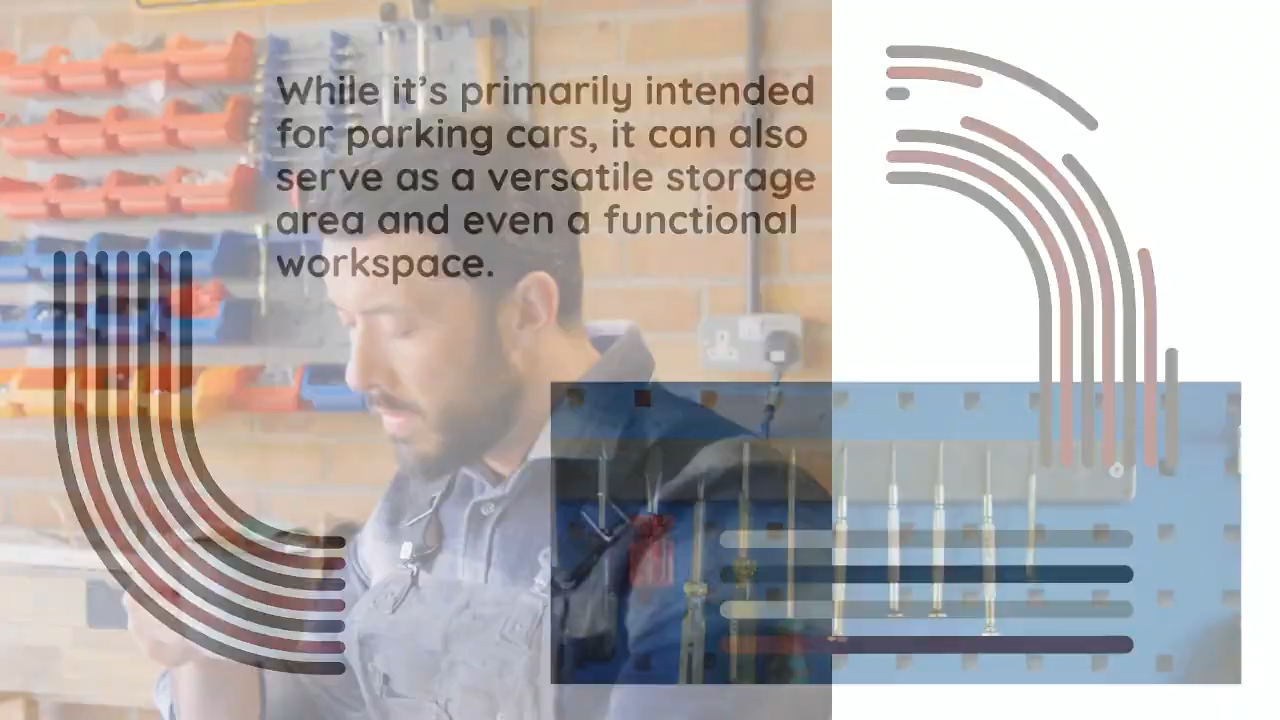 While it’s primarily intended
for parking cars, it can also
serve as a versatile storage
area and even a functional
workspace.